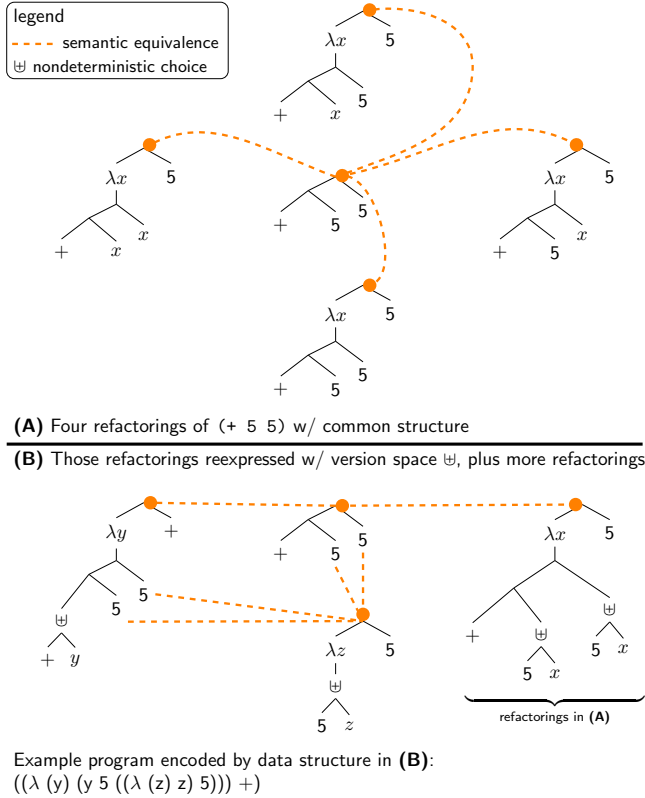 legend
semantic equivalence
⊎ nondeterministic choice
λx 5
+ x 5
λx 5
+ x x
+ 5 5
λx 5
+ 5 x
λx 5
+ 5 5
(A) Four refactorings of (+ 5 5) w/ common structure
(B) Those refactorings reexpressed w/ version space ⊎, plus more refactorings
λy +
⊎ 5 5
+ y
+ 5 5
λz 5
⊎
5 z
λx 5
+ ⊎ ⊎
5 x 5 x
refactorings in (A)
Example program encoded by data structure in (B):
((λ (y) (y 5 ((λ (z) z) 5))) +)